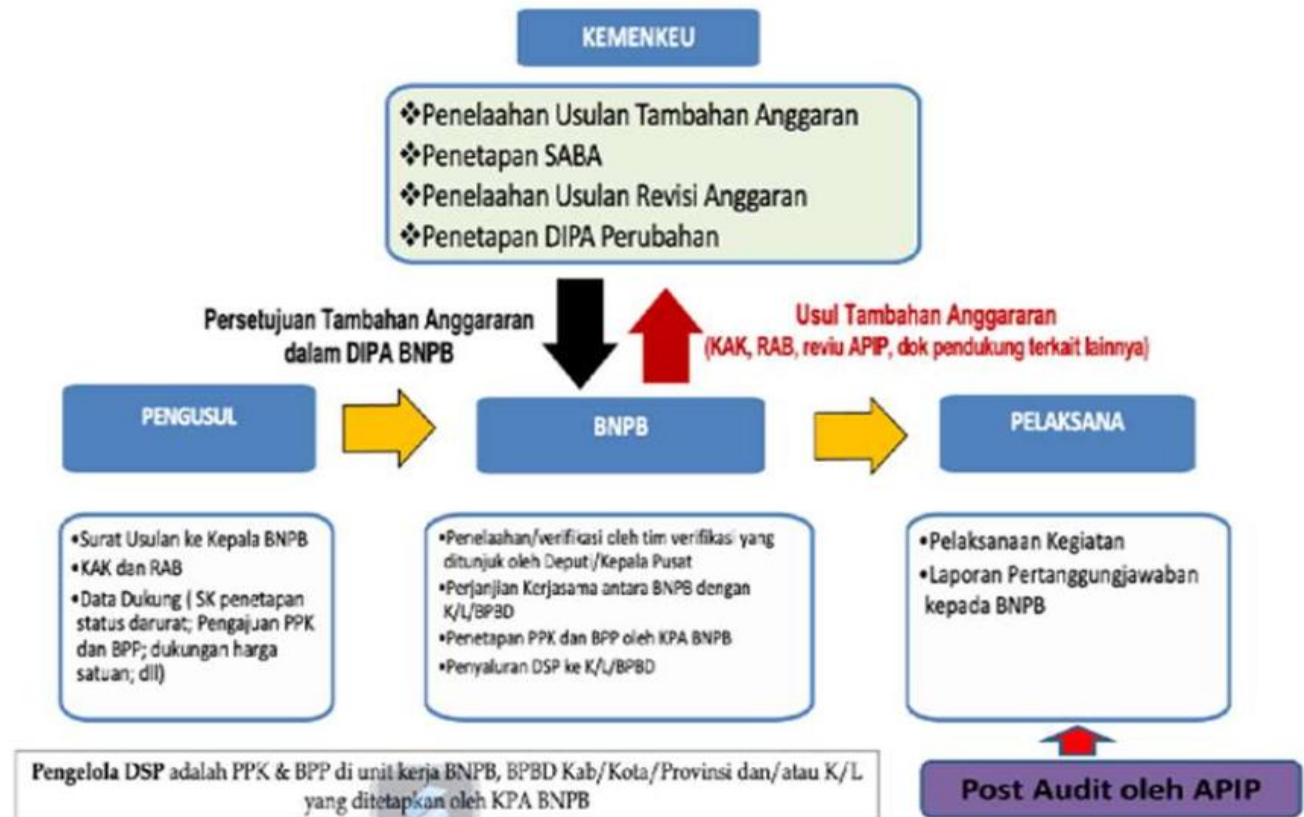 KEMENKEU
❖Penelaahan Usulan Tambahan Anggaran
❖Penetapan SABA
❖Penelaahan Usulan Revisi Anggaran
❖Penetapan DIPA Perubahan
Persetujuan Tambahan Anggararan
dalam DIPA BNPB
Usul Tambahan Anggararan
(KAK, RAB, reviu APIP, dok pendukung terkait lainnya)
PENGUSUL
BNPB
PELAKSANA
•Surat Usulan ke Kepala BNPB
•KAK dan RAB
•Data Dukung ( SK penetapan
status darurat; Pengajuan PPK
dan BPP; dukungan harga
satuan; dll)
•Penelaahan/verifikasi oleh tim verifikasi yang
ditunjuk oleh Deputi/Kepala Pusat
•Perjanjian Kerjasama antara BNPB dengan
K/L/BPBD
•Penetapan PPK dan BPP oleh KPA BNPB
•Penyaluran DSP ke K/L/BPBD
•Pelaksanaan Kegiatan
•Laporan Pertanggungjawaban
kepada BNPB
Pengelola DSP adalah PPK & BPP di unit kerja BNPB, BPBD Kab/Kota/Provinsi dan/atau K/L
yang ditetapkan oleh KPA BNPB
Post Audit oleh APIP